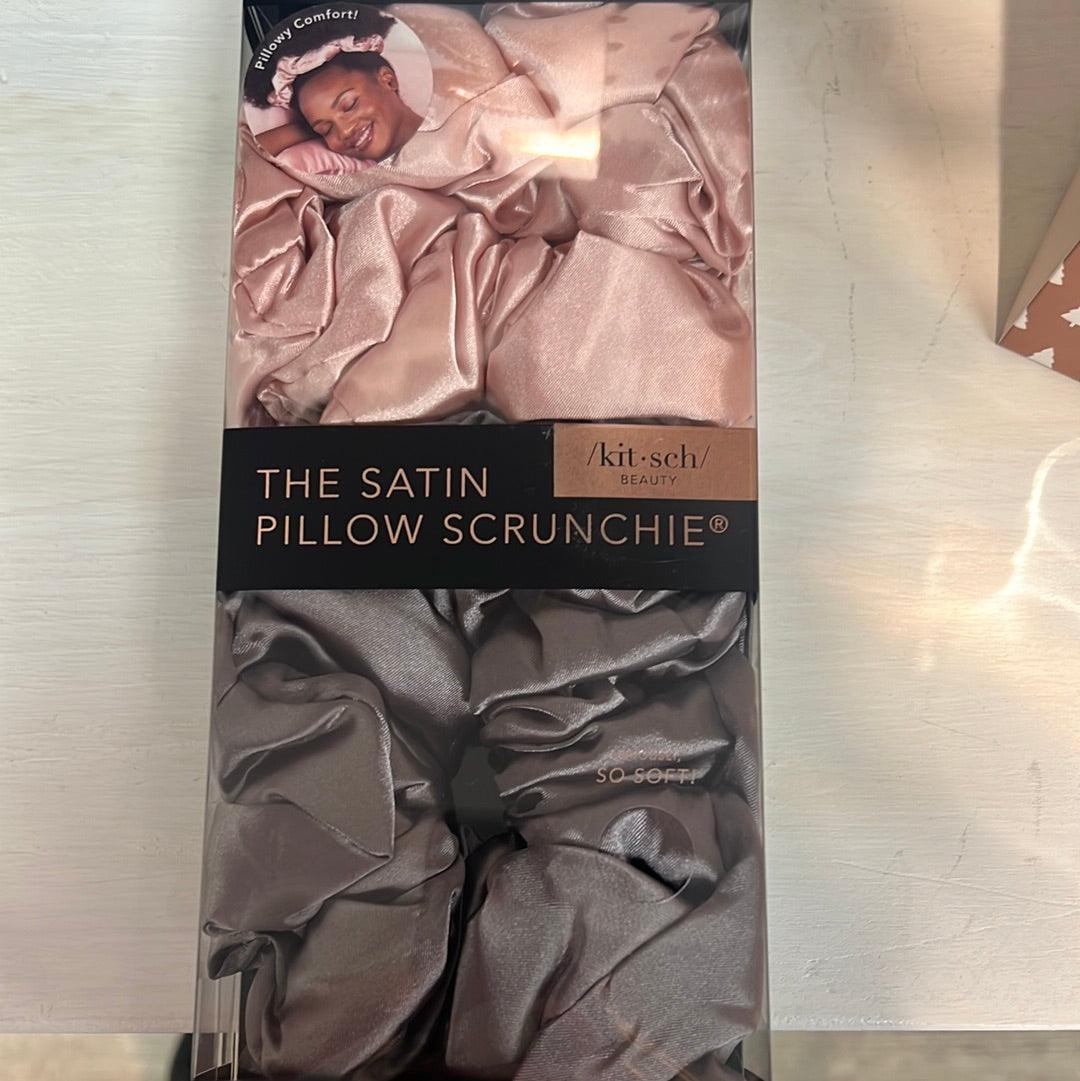 Pillowy Comfort!
/kit·sch/
BEAUTY
THE SATIN
PILLOW SCRUNCHIE®
SO SOFT!